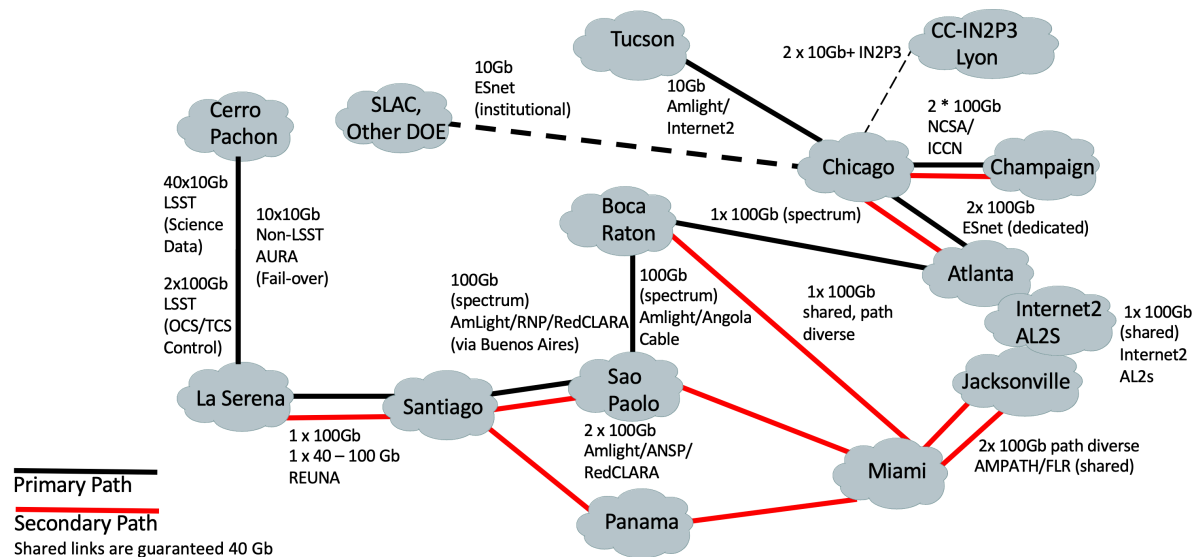 Tucson
CC-IN2P3
Lyon
2 x 10Gb+ IN2P3
10Gb
ESnet
(institutional)
10Gb
Amlight/
Internet2
SLAC,
Other DOE
Cerro
Pachon
2 * 100Gb
NCSA/
ICCN
Chicago
Champaign
40x10Gb
LSST
(Science
Data)
10x10Gb
Non-LSST
AURA
(Fail-over)
Boca
Raton
1x 100Gb (spectrum)
2x 100Gb
ESnet (dedicated)
2x100Gb
LSST
(OCS/TCS
Control)
100Gb
(spectrum)
AmLight/RNP/RedCLARA
(via Buenos Aires)
100Gb
(spectrum)
Amlight/Angola
Cable
1x 100Gb
shared, path
diverse
Atlanta
Internet2
AL2S
1x 100Gb
(shared)
Internet2
AL2s
La Serena
Santiago
Sao
Paolo
Jacksonville
1 x 100Gb
1 x 40 – 100 Gb
REUNA
2 x 100Gb
Amlight/ANSP/
RedCLARA
Miami
2x 100Gb path diverse
AMPATH/FLR (shared)
Panama
Primary Path
Secondary Path
Shared links are guaranteed 40 Gb